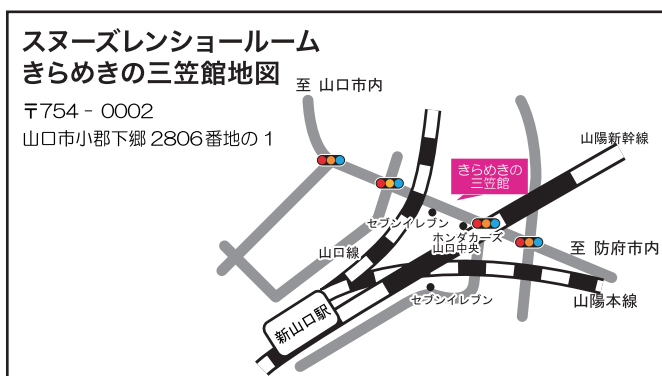 スヌーズレンショールーム
きらめきの三笠館地図
〒754‐0002
山口市小郡下郷2806番地の1
至 山口市内
山陽新幹線
きらめきの
三笠館
セブンイレブン
ホンダカーズ
山口中央
山口線
至 防府市内
セブンイレブン
山陽本線
新山口駅